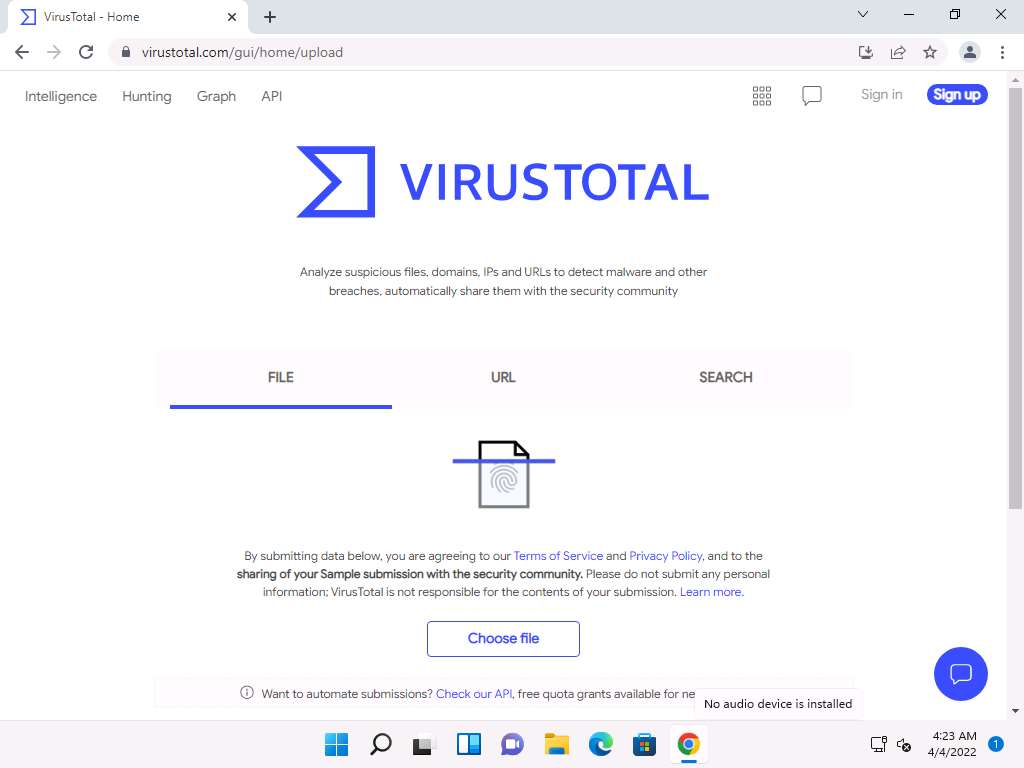 VirusTotal - Home
virustotal.com/gui/home/upload
Intelligence Hunting Graph API Sign in Sign up
VIRUSTOTAL
Analyze suspicious files, domains, IPs and URLs to detect malware and other
breaches, automatically share them with the security community
FILE URL SEARCH
By submitting data below, you are agreeing to our Terms of Service and Privacy Policy, and to the
sharing of your Sample submission with the security community. Please do not submit any personal
information; VirusTotal is not responsible for the contents of your submission. Learn more.
Choose file
Want to automate submissions? Check our API, free quota grants available for ne
No audio device is installed
4:23 AM
4/4/2022
1